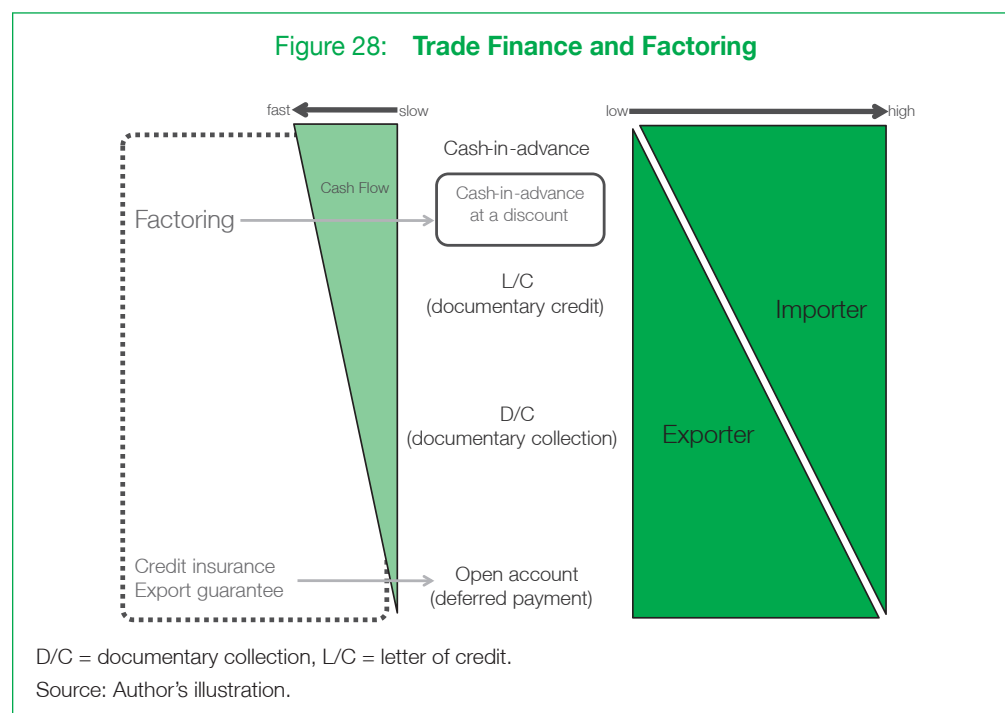 Figure 28: Trade Finance and Factoring
fast
slow
low
high
Cash-in-advance
Cash Flow
Cash-in-advance
at a discount
Factoring
L/C
(documentary credit)
Importer
D/C
(documentary collection)
Exporter
Credit insurance
Export guarantee
Open account
(deferred payment)
D/C = documentary collection, L/C = letter of credit.
Source: Author’s illustration.